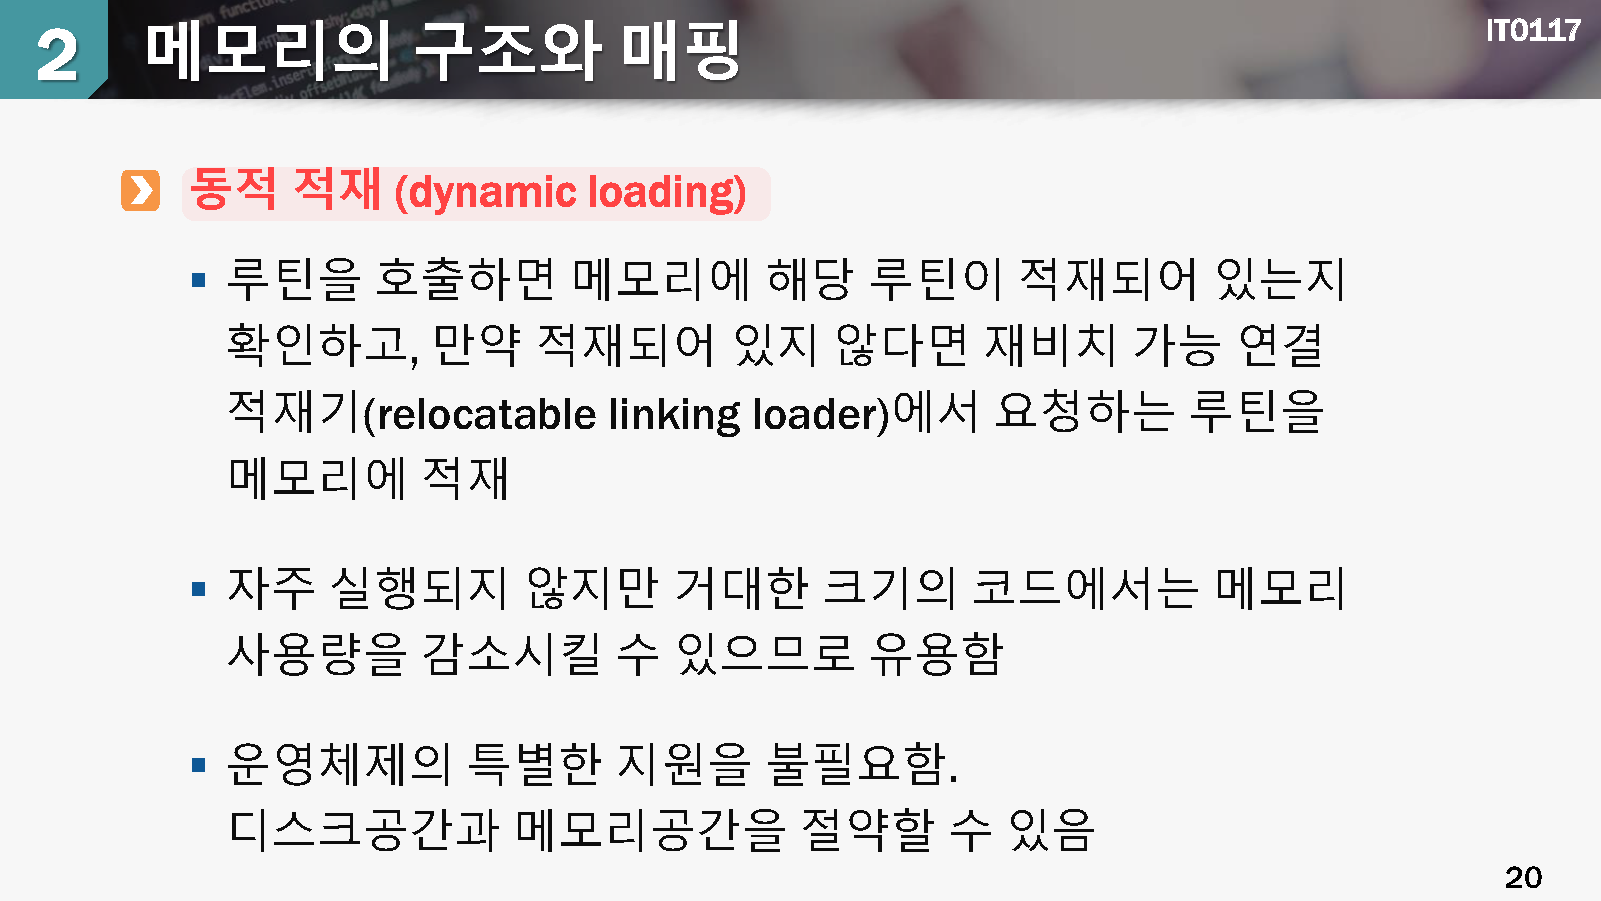 2 메모리의 구조와 매핑
IT0117
동적 적재 (dynamic loading)
루틴을 호출하면 메모리에 해당 루틴이 적재되어 있는지
확인하고, 만약 적재되어 있지 않다면 재비치 가능 연결
적재기(relocatable linking loader)에서 요청하는 루틴을
메모리에 적재
자주 실행되지 않지만 거대한 크기의 코드에서는 메모리
사용량을 감소시킬 수 있으므로 유용함
운영체제의 특별한 지원을 불필요함.
디스크공간과 메모리공간을 절약할 수 있음
20